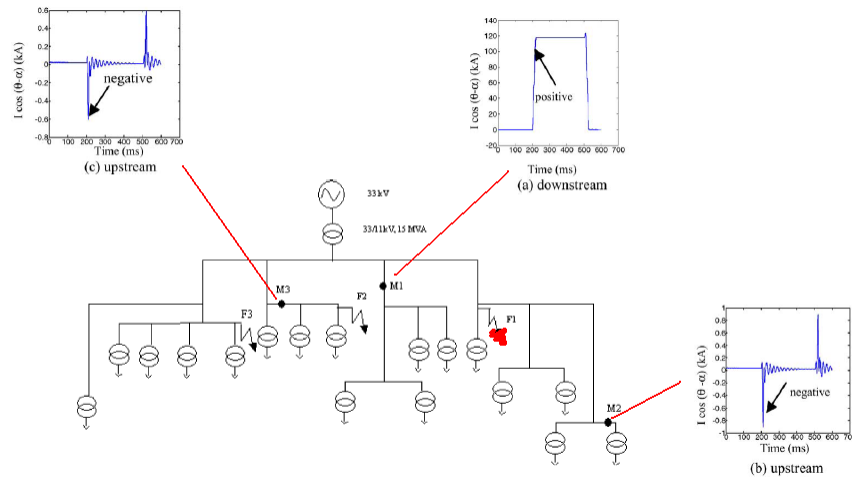 0.6
0.4
0.2
0
-0.2
-0.4
-0.6
-0.8
I cos (θ-α) (kA)
negative
0 100 200 300 400 500 600 700
Time (ms)
(c) upstream
140
120
100
80
60
40
20
0
-20
I cos (θ-α) (kA)
positive
0 100 200 300 400 500 600 700
Time (ms)
(a) downstream
33 kV
33/11kV, 15 MVA
M3
M1
F2
F3
F1
M2
1
0.8
0.6
0.4
0.2
0
-0.2
-0.4
-0.6
-0.8
-1
I cos (θ -α) (kA)
negative
0 100 200 300 400 500 600 700
Time (ms)
(b) upstream